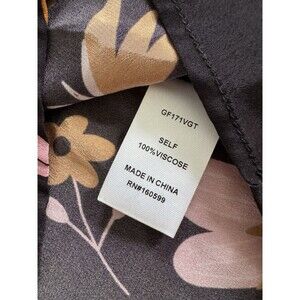 GF171VGT
SELF
100%VISCOSE
MADE IN CHINA
RN#160599